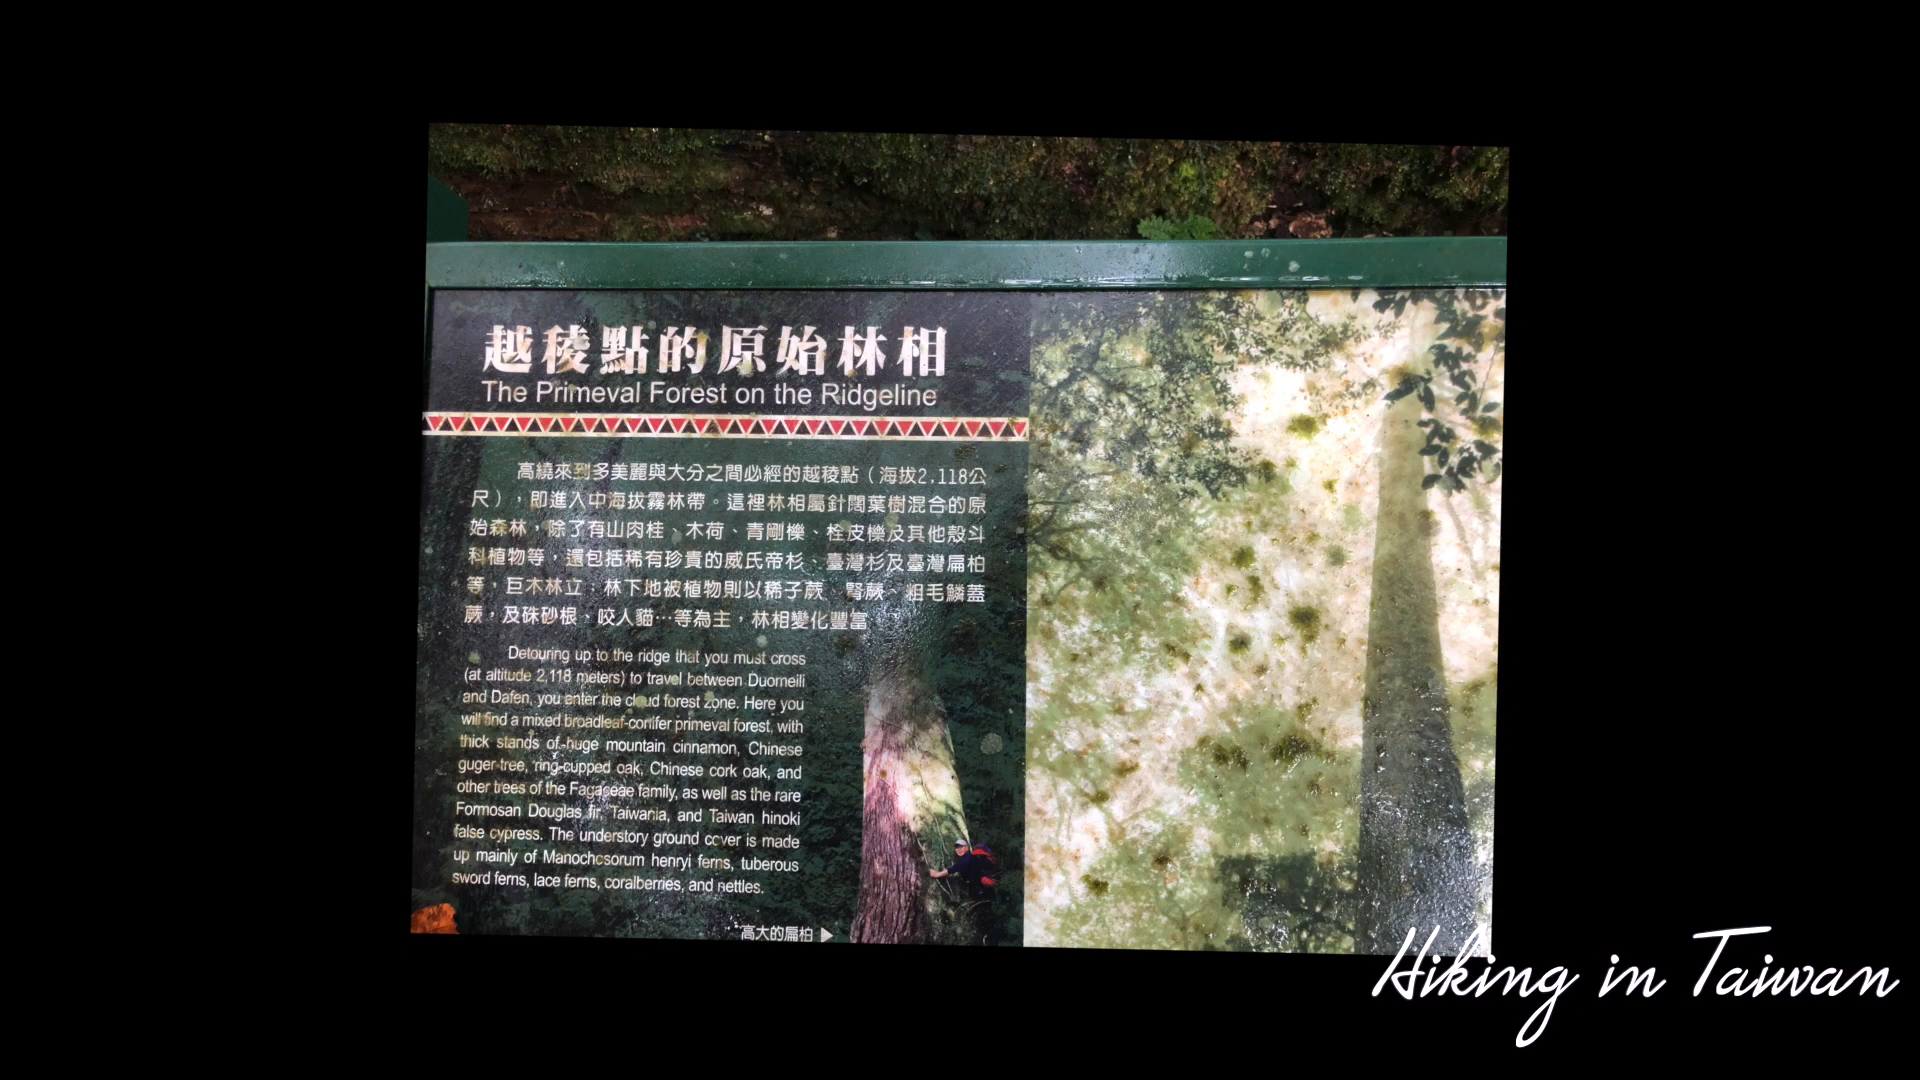 越稜點的原始林相
The Primeval Forest on the Ridgeline
高繞來到多美麗與大分之間必經的越稜點（海拔2,118公
尺），即進入中海拔霧林帶。這裡林相屬針闊葉樹混合的原
始森林，除了有山肉桂、木荷、青剛櫟、栓皮櫟及其他殼斗
科植物等，還包括稀有珍貴的威氏帝杉、臺灣杉及臺灣扁柏
等，巨木林立，林下地被植物則以稀子蕨、腎蕨、粗毛鱗蓋
蕨，及硃砂根、咬人貓…等為主，林相變化豐富
Detouring up to the ridge that you must cross
(at altitude 2,118 meters) to travel between Duomeili
and Dafen, you enter the cloud forest zone. Here you
will find a mixed broadleaf-conifer primeval forest, with
thick stands of huge mountain cinnamon, Chinese
guger-tree, ring-cupped oak, Chinese cork oak, and
other trees of the Fagaceae family, as well as the rare
Formosan Douglas fir, Taiwania, and Taiwan hinoki
false cypress. The understory ground cover is made
up mainly of Manochcsorum henryi ferns, tuberous
sword ferns, lace ferns, coralberries, and nettles.
高大的扁柏 ▶
Hiking in Taiwan